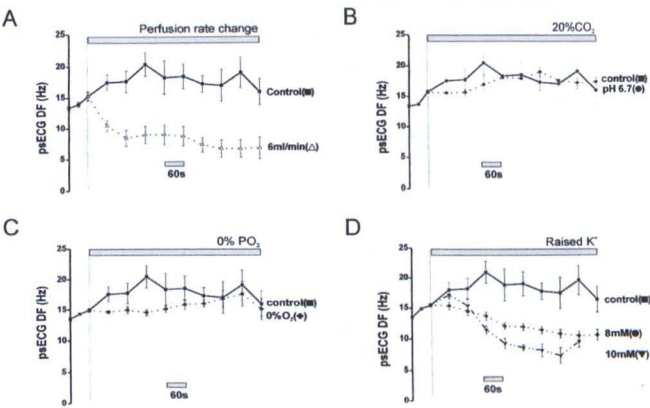 A
Perfusion rate change
25
20
15
10
5
0
psECG DF (Hz)
Control(■)
6ml/min(△)
60s
B
20%CO₂
25
20
15
10
5
0
psECG DF (Hz)
control(■)
pH 6.7(●)
60s
C
0% PO₂
25
20
15
10
5
0
psECG DF (Hz)
control(■)
0%O₂(◆)
60s
D
Raised K⁺
25
20
15
10
5
0
psECG DF (Hz)
control(■)
8mM(●)
10mM(▼)
60s